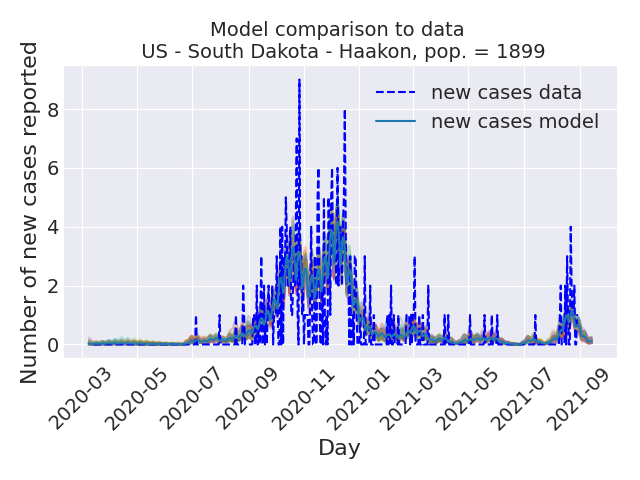 Model comparison to data
US - South Dakota - Haakon, pop. = 1899
Number of new cases reported
8
6
4
2
0
new cases data
new cases model
2020-03
2020-05
2020-07
2020-09
2020-11
2021-01
2021-03
2021-05
2021-07
2021-09
Day